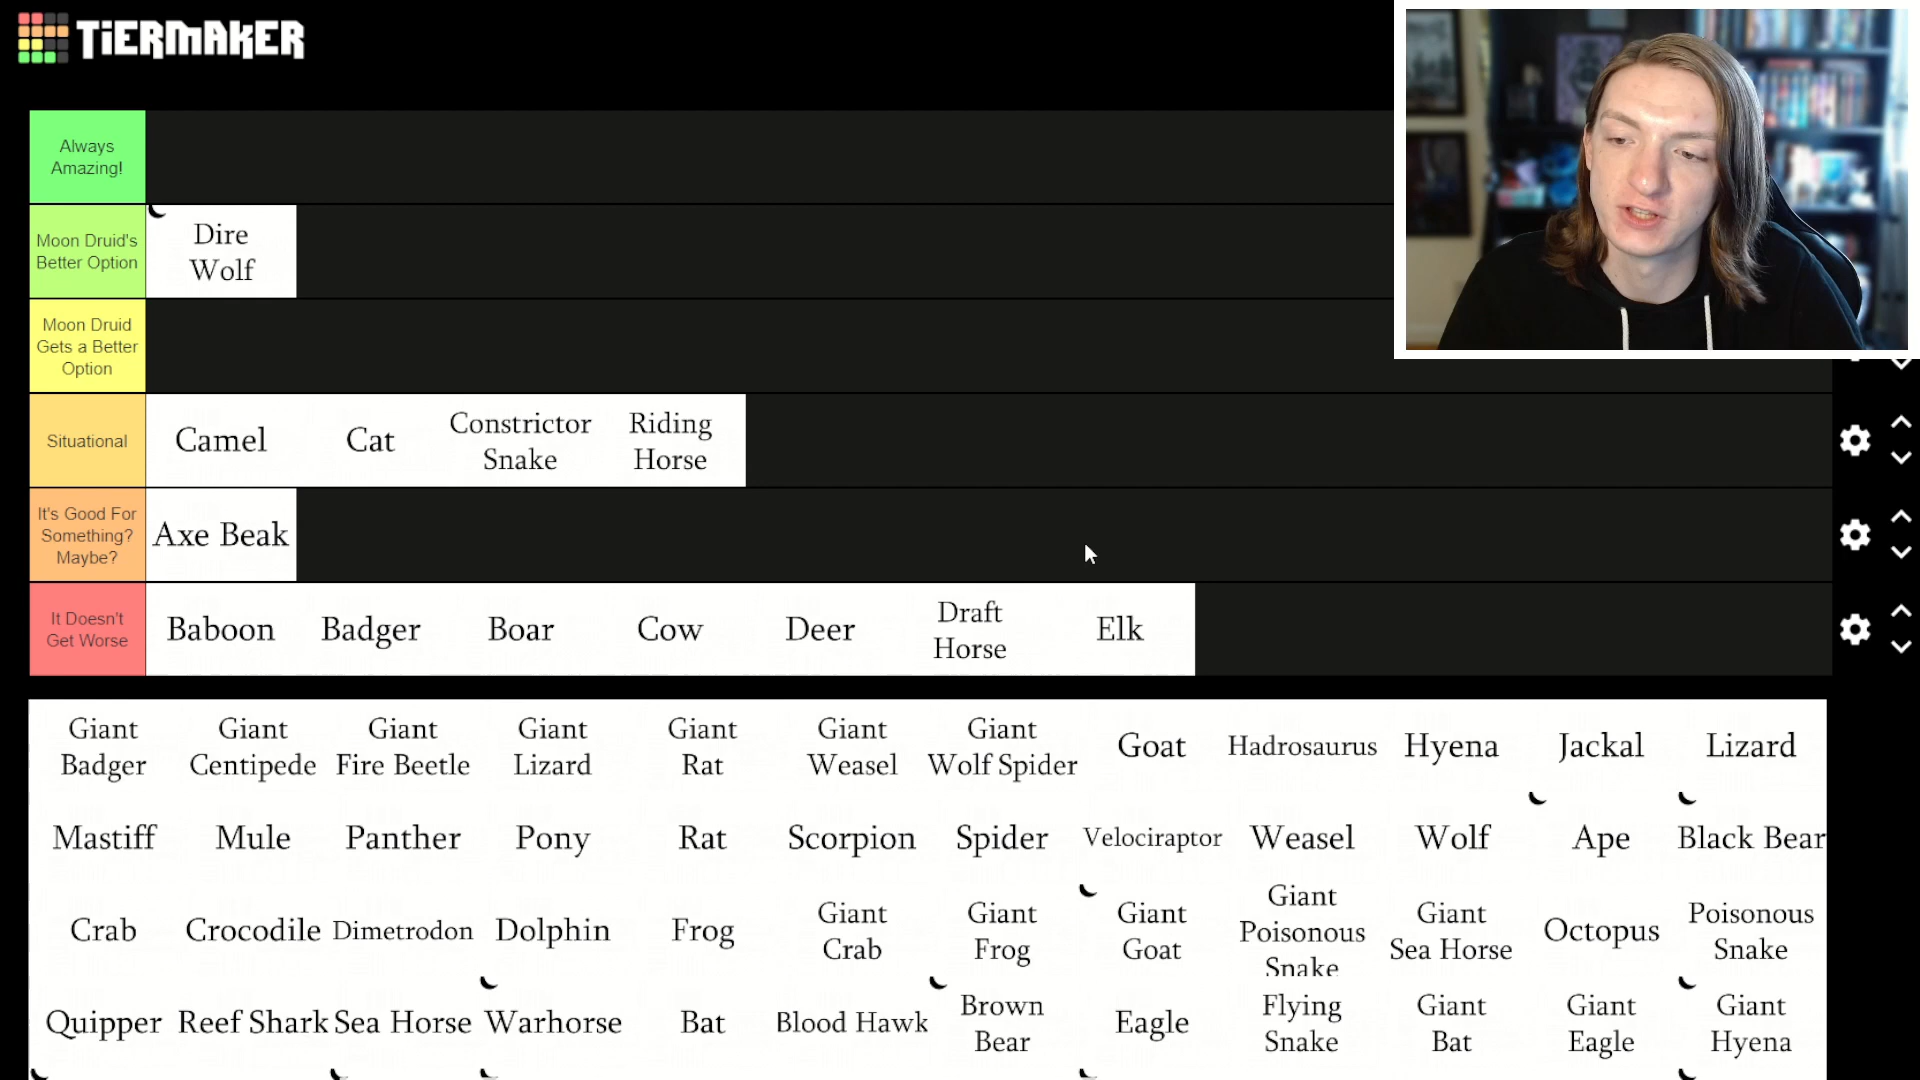 TiERMAKER
Always
Amazing!
Moon Druid's
Better Option
Dire
Wolf
Moon Druid
Gets a Better
Option
Situational
Camel
Cat
Constrictor
Snake
Riding
Horse
It's Good For
Something?
Maybe?
Axe Beak
It Doesn't
Get Worse
Baboon
Badger
Boar
Cow
Deer
Draft
Horse
Elk
Giant
Badger
Giant
Centipede
Giant
Fire Beetle
Giant
Lizard
Giant
Rat
Giant
Weasel
Giant
Wolf Spider
Goat
Hadrosaurus
Hyena
Jackal
Lizard
Mastiff
Mule
Panther
Pony
Rat
Scorpion
Spider
Velociraptor
Weasel
Wolf
Ape
Black Bear
Crab
Crocodile
Dimetrodon
Dolphin
Frog
Giant
Crab
Giant
Frog
Giant
Goat
Giant
Poisonous
Snake
Giant
Sea Horse
Octopus
Poisonous
Snake
Quipper
Reef Shark
Sea Horse
Warhorse
Bat
Blood Hawk
Brown
Bear
Eagle
Flying
Snake
Giant
Bat
Giant
Eagle
Giant
Hyena